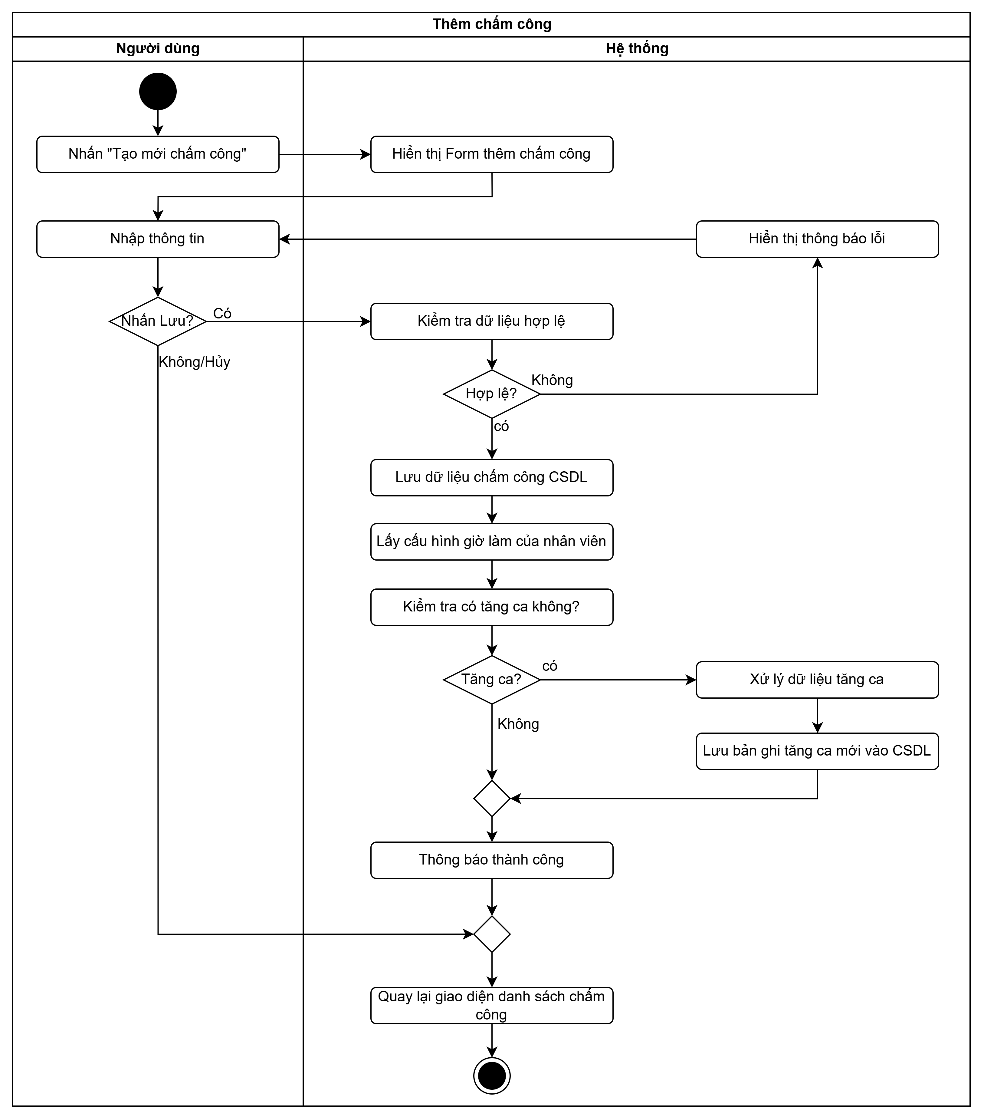 Thêm chấm công
Người dùng
Hệ thống
Nhấn "Tạo mới chấm công"
Hiển thị Form thêm chấm công
Nhập thông tin
Hiển thị thông báo lỗi
Nhấn Lưu?
Có
Kiểm tra dữ liệu hợp lệ
Không/Hủy
Hợp lệ?
Không
có
Lưu dữ liệu chấm công CSDL
Lấy cấu hình giờ làm của nhân viên
Kiểm tra có tăng ca không?
Tăng ca?
có
Xử lý dữ liệu tăng ca
Không
Lưu bản ghi tăng ca mới vào CSDL
Thông báo thành công
Quay lại giao diện danh sách chấm
công